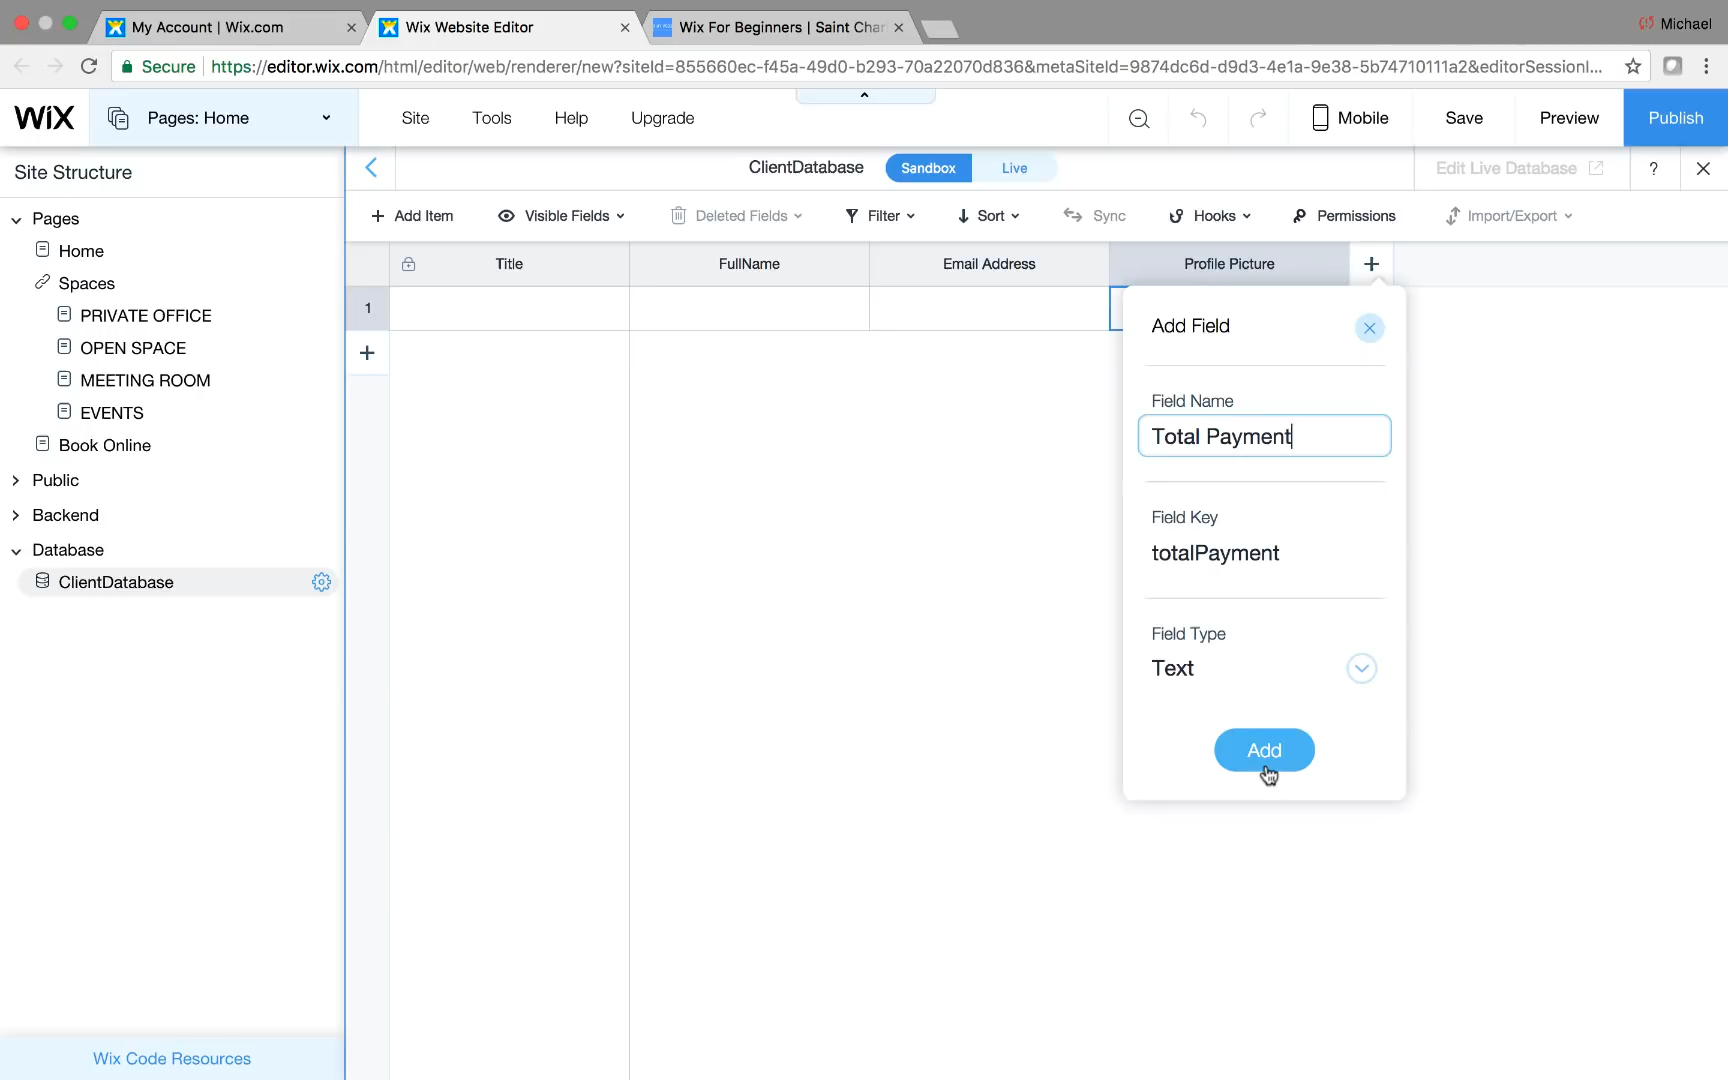 My Account | Wix.com
Wix Website Editor
Wix For Beginners | Saint Char
Michael
Secure
https://editor.wix.com/html/editor/web/renderer/new?siteId=855660ec-f45a-49d0-b293-70a22070d836&metaSiteId=9874dc6d-d9d3-4e1a-9e38-5b74710111a2&editorSessionI...
WiX
Pages: Home
Site
Tools
Help
Upgrade
Mobile
Save
Preview
Publish
Site Structure
ClientDatabase
Sandbox
Live
Edit Live Database
?
Add Item
Visible Fields
Deleted Fields
Filter
Sort
Sync
Hooks
Permissions
Import/Export
Pages
Home
Spaces
PRIVATE OFFICE
OPEN SPACE
MEETING ROOM
EVENTS
Book Online
Public
Backend
Database
ClientDatabase
Title
FullName
Email Address
Profile Picture
1
Add Field
Field Name
Total Payment
Field Key
totalPayment
Field Type
Text
Add
Wix Code Resources